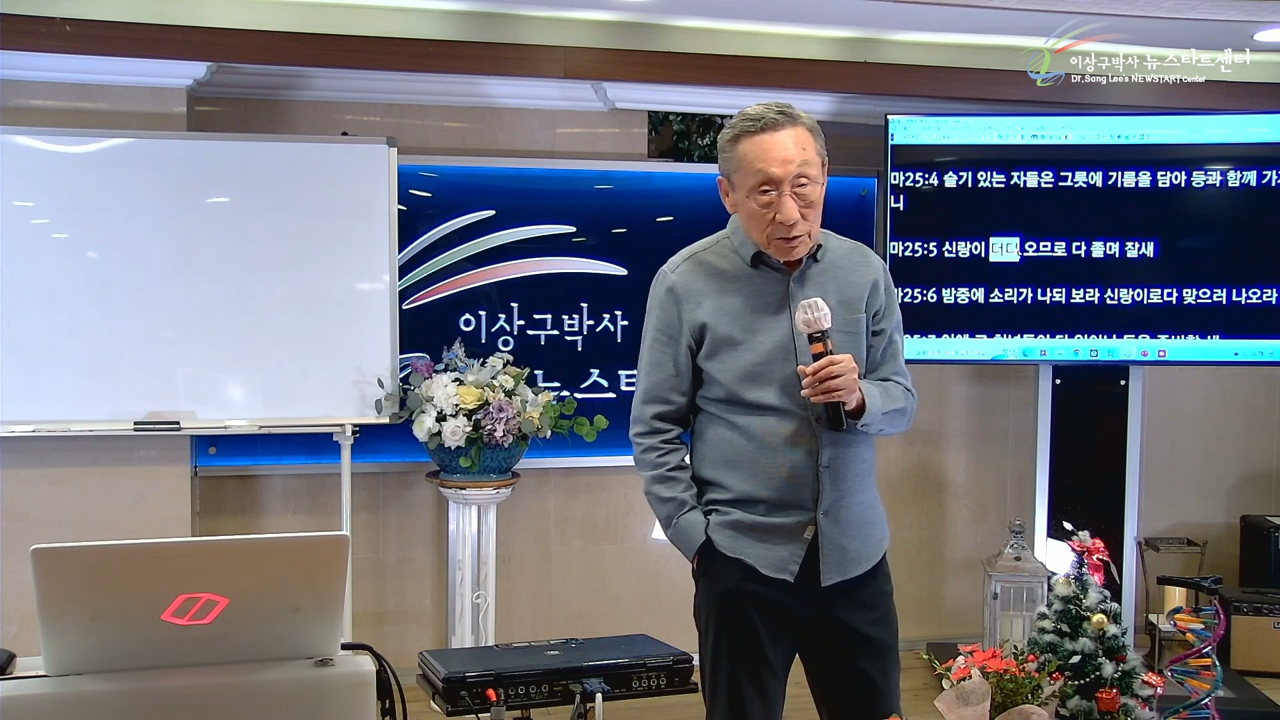 이상구박사 뉴스타트센터
Dr. Sang Lee's NEWSTART Center
마25:4 슬기 있는 자들은 그릇에 기름을 담아 등과 함께 가
니
마25:5 신랑이 더디 오므로 다 졸며 잘새
마25:6 밤중에 소리가 나되 보라 신랑이로다 맞으러 나오라
이상구박사
뉴스타